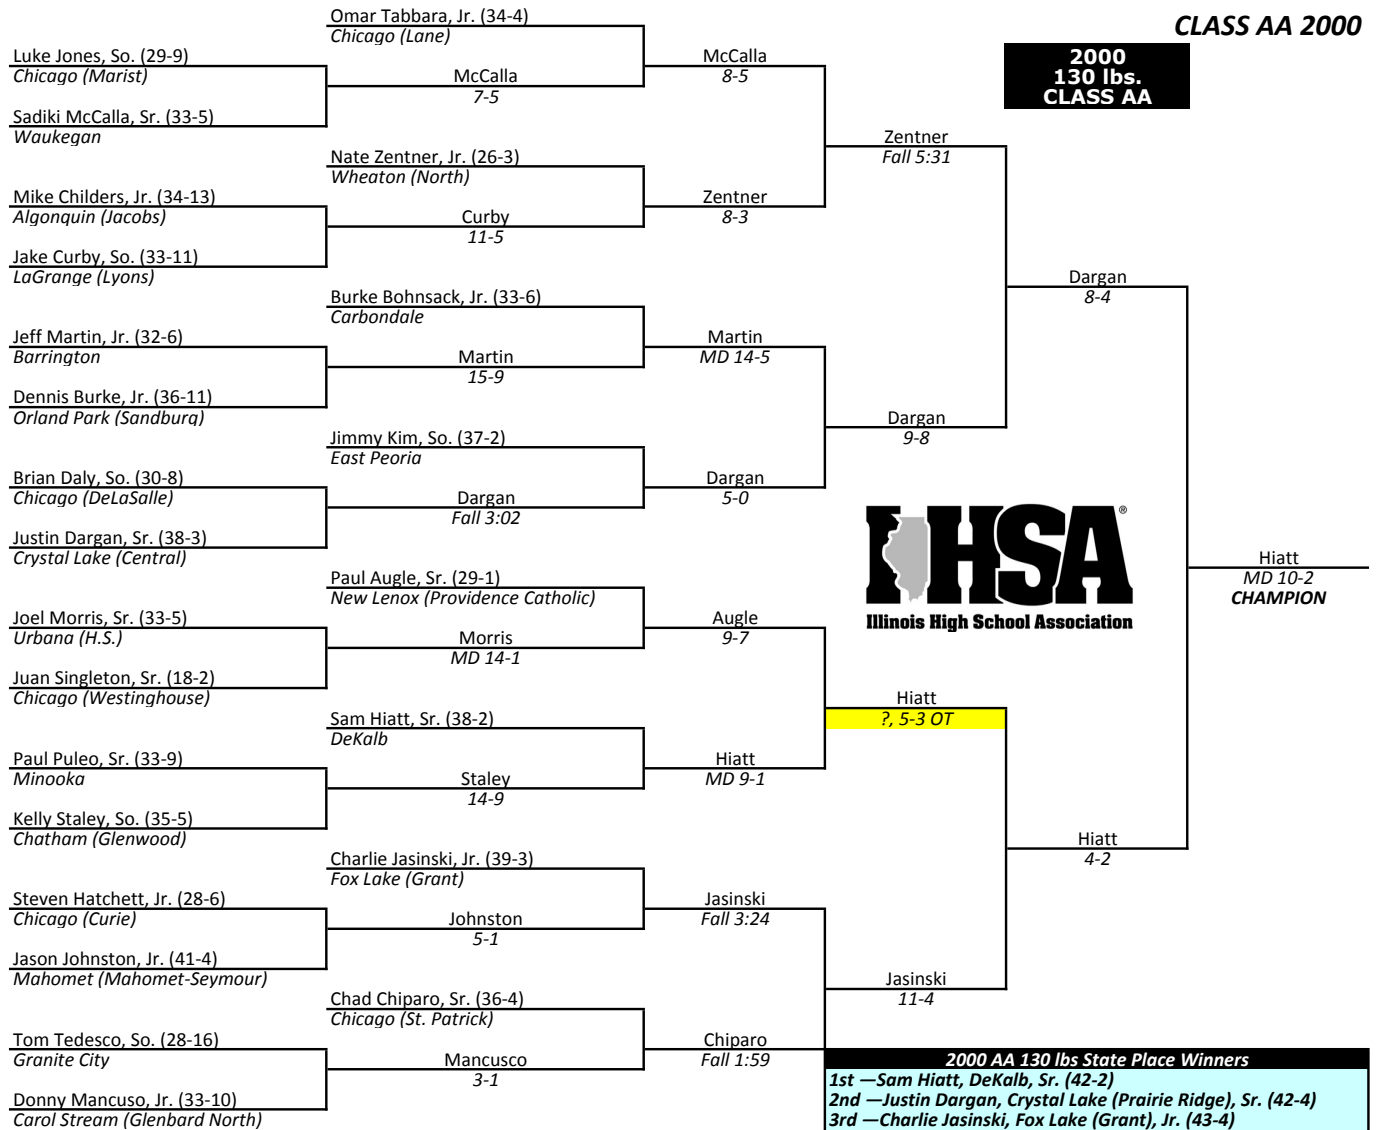 CLASS AA 2000
2000
130 lbs.
CLASS AA
Luke Jones, So. (29-9)
Chicago (Marist)
Sadiki McCalla, Sr. (33-5)
Waukegan
Mike Childers, Jr. (34-13)
Algonquin (Jacobs)
Jake Curby, So. (33-11)
LaGrange (Lyons)
Jeff Martin, Jr. (32-6)
Barrington
Dennis Burke, Jr. (36-11)
Orland Park (Sandburg)
Brian Daly, So. (30-8)
Chicago (DeLaSalle)
Justin Dargan, Sr. (38-3)
Crystal Lake (Central)
Joel Morris, Sr. (33-5)
Urbana (H.S.)
Juan Singleton, Sr. (18-2)
Chicago (Westinghouse)
Paul Puleo, Sr. (33-9)
Minooka
Kelly Staley, So. (35-5)
Chatham (Glenwood)
Steven Hatchett, Jr. (28-6)
Chicago (Curie)
Jason Johnston, Jr. (41-4)
Mahomet (Mahomet-Seymour)
Tom Tedesco, So. (28-16)
Granite City
Donny Mancuso, Jr. (33-10)
Carol Stream (Glenbard North)
Omar Tabbara, Jr. (34-4)
Chicago (Lane)
McCalla
7-5
Nate Zentner, Jr. (26-3)
Wheaton (North)
Curby
11-5
Burke Bohnsack, Jr. (33-6)
Carbondale
Martin
15-9
Jimmy Kim, So. (37-2)
East Peoria
Dargan
Fall 3:02
Paul Augle, Sr. (29-1)
New Lenox (Providence Catholic)
Morris
MD 14-1
Sam Hiatt, Sr. (38-2)
DeKalb
Staley
14-9
Charlie Jasinski, Jr. (39-3)
Fox Lake (Grant)
Johnston
5-1
Chad Chiparo, Sr. (36-4)
Chicago (St. Patrick)
Mancusco
3-1
McCalla
8-5
Zentner
8-3
Martin
MD 14-5
Dargan
5-0
Augle
9-7
Hiatt
MD 9-1
Jasinski
Fall 3:24
Chiparo
Fall 1:59
Zentner
Fall 5:31
Dargan
9-8
Hiatt
?, 5-3 OT
Jasinski
11-4
Dargan
8-4
Hiatt
4-2
Hiatt
MD 10-2
CHAMPION
IHSA®
Illinois High School Association
2000 AA 130 lbs State Place Winners
1st —Sam Hiatt, DeKalb, Sr. (42-2)
2nd —Justin Dargan, Crystal Lake (Prairie Ridge), Sr. (42-4)
3rd —Charlie Jasinski, Fox Lake (Grant), Jr. (43-4)